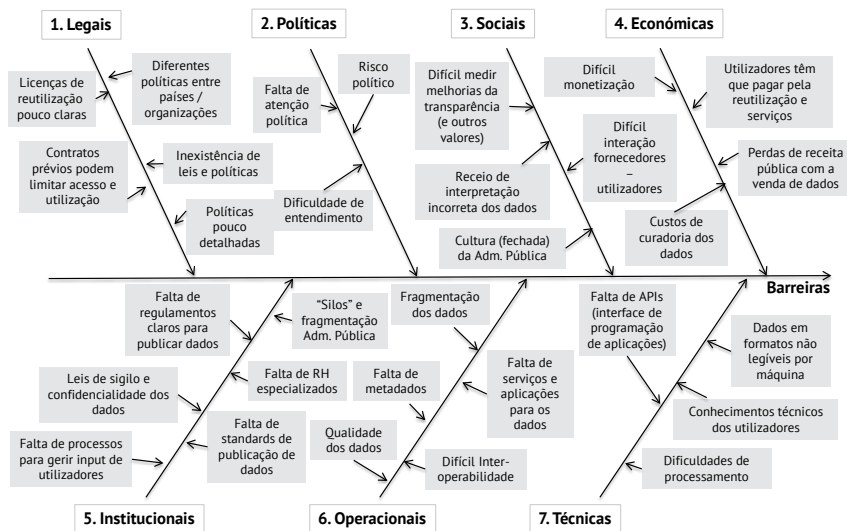 1. Legais
2. Políticas
3. Sociais
4. Económicas
Licenças de
reutilização
pouco claras
Diferentes
políticas entre
países /
organizações
Contratos
prévios podem
limitar acesso e
utilização
Inexistência de
leis e políticas
Políticas
pouco
detalhadas
Falta de
atenção
política
Risco
político
Dificuldade de
entendimento
Difícil medir
melhorias da
transparência
(e outros
valores)
Difícil
interação
fornecedores
–
utilizadores
Receio de
interpretação
incorreta dos dados
Cultura (fechada)
da Adm. Pública
Difícil
monetização
Utilizadores têm
que pagar pela
reutilização e
serviços
Perdas de receita
pública com a
venda de dados
Custos de
curadoria dos
dados
Barreiras
Falta de
regulamentos
claros para
publicar dados
“Silos” e
fragmentação
Adm. Pública
Leis de sigilo e
confidencialidade dos
dados
Falta de RH
especializados
Falta de processos
para gerir input de
utilizadores
Falta de
standards de
publicação de
dados
Fragmentação
dos dados
Falta de
metadados
Falta de
serviços e
aplicações
para os
dados
Qualidade
dos dados
Difícil Inter-
operabilidade
Falta de APIs
(interface de
programação
de aplicações)
Dados em
formatos não
legíveis por
máquina
Conhecimentos técnicos
dos utilizadores
Dificuldades de
processamento
5. Institucionais
6. Operacionais
7. Técnicas